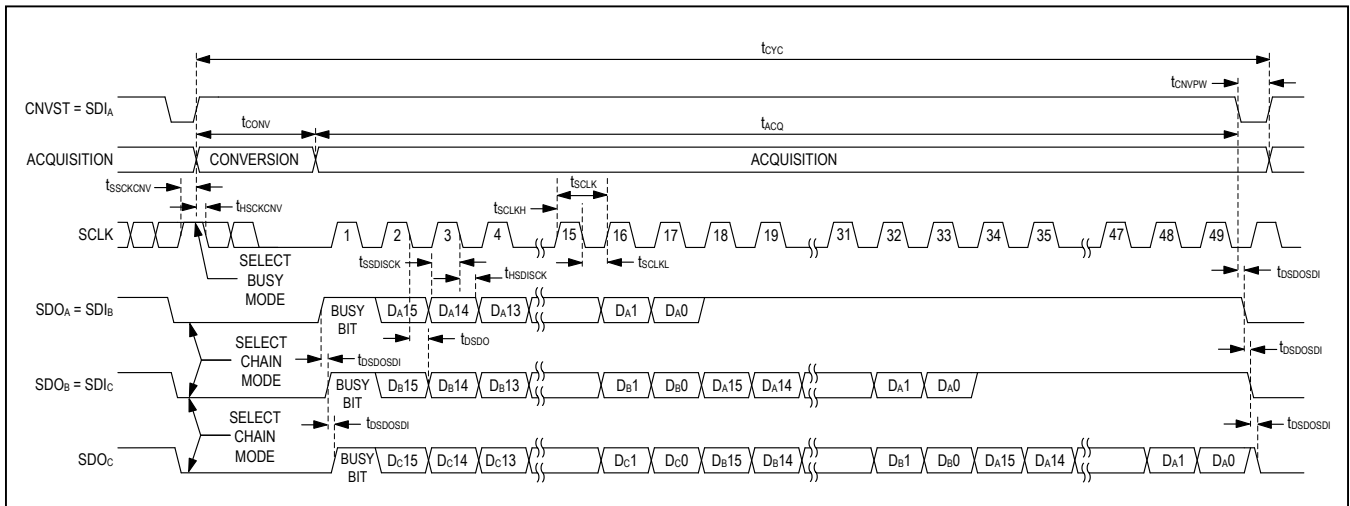 tCYC
tCNVPW
CNVST = SDIA
tCONV
tACQ
ACQUISITION
CONVERSION
ACQUISITION
tSSCKCNV
tHSCKCNV
tSCLK
tSCLKH
SCLK
1 2 3 4 15 16 17 18 19 31 32 33 34 35 47 48 49
tSSDISCK
tHSDISCK
tSCLKL
SELECT
BUSY
MODE
tDSDOSDI
SDOA = SDIB
BUSY
BIT
DA15 DA14 DA13 DA1 DA0
SELECT
CHAIN
MODE
tDSDO
tDSDOSDI
tDSDOSDI
SDOB = SDIC
BUSY
BIT
DB15 DB14 DB13 DB1 DB0 DA15 DA14 DA1 DA0
SELECT
CHAIN
MODE
tDSDOSDI
tDSDOSDI
SDOC
BUSY
BIT
DC15 DC14 DC13 DC1 DC0 DB15 DB14 DB1 DB0 DA15 DA14 DA1 DA0